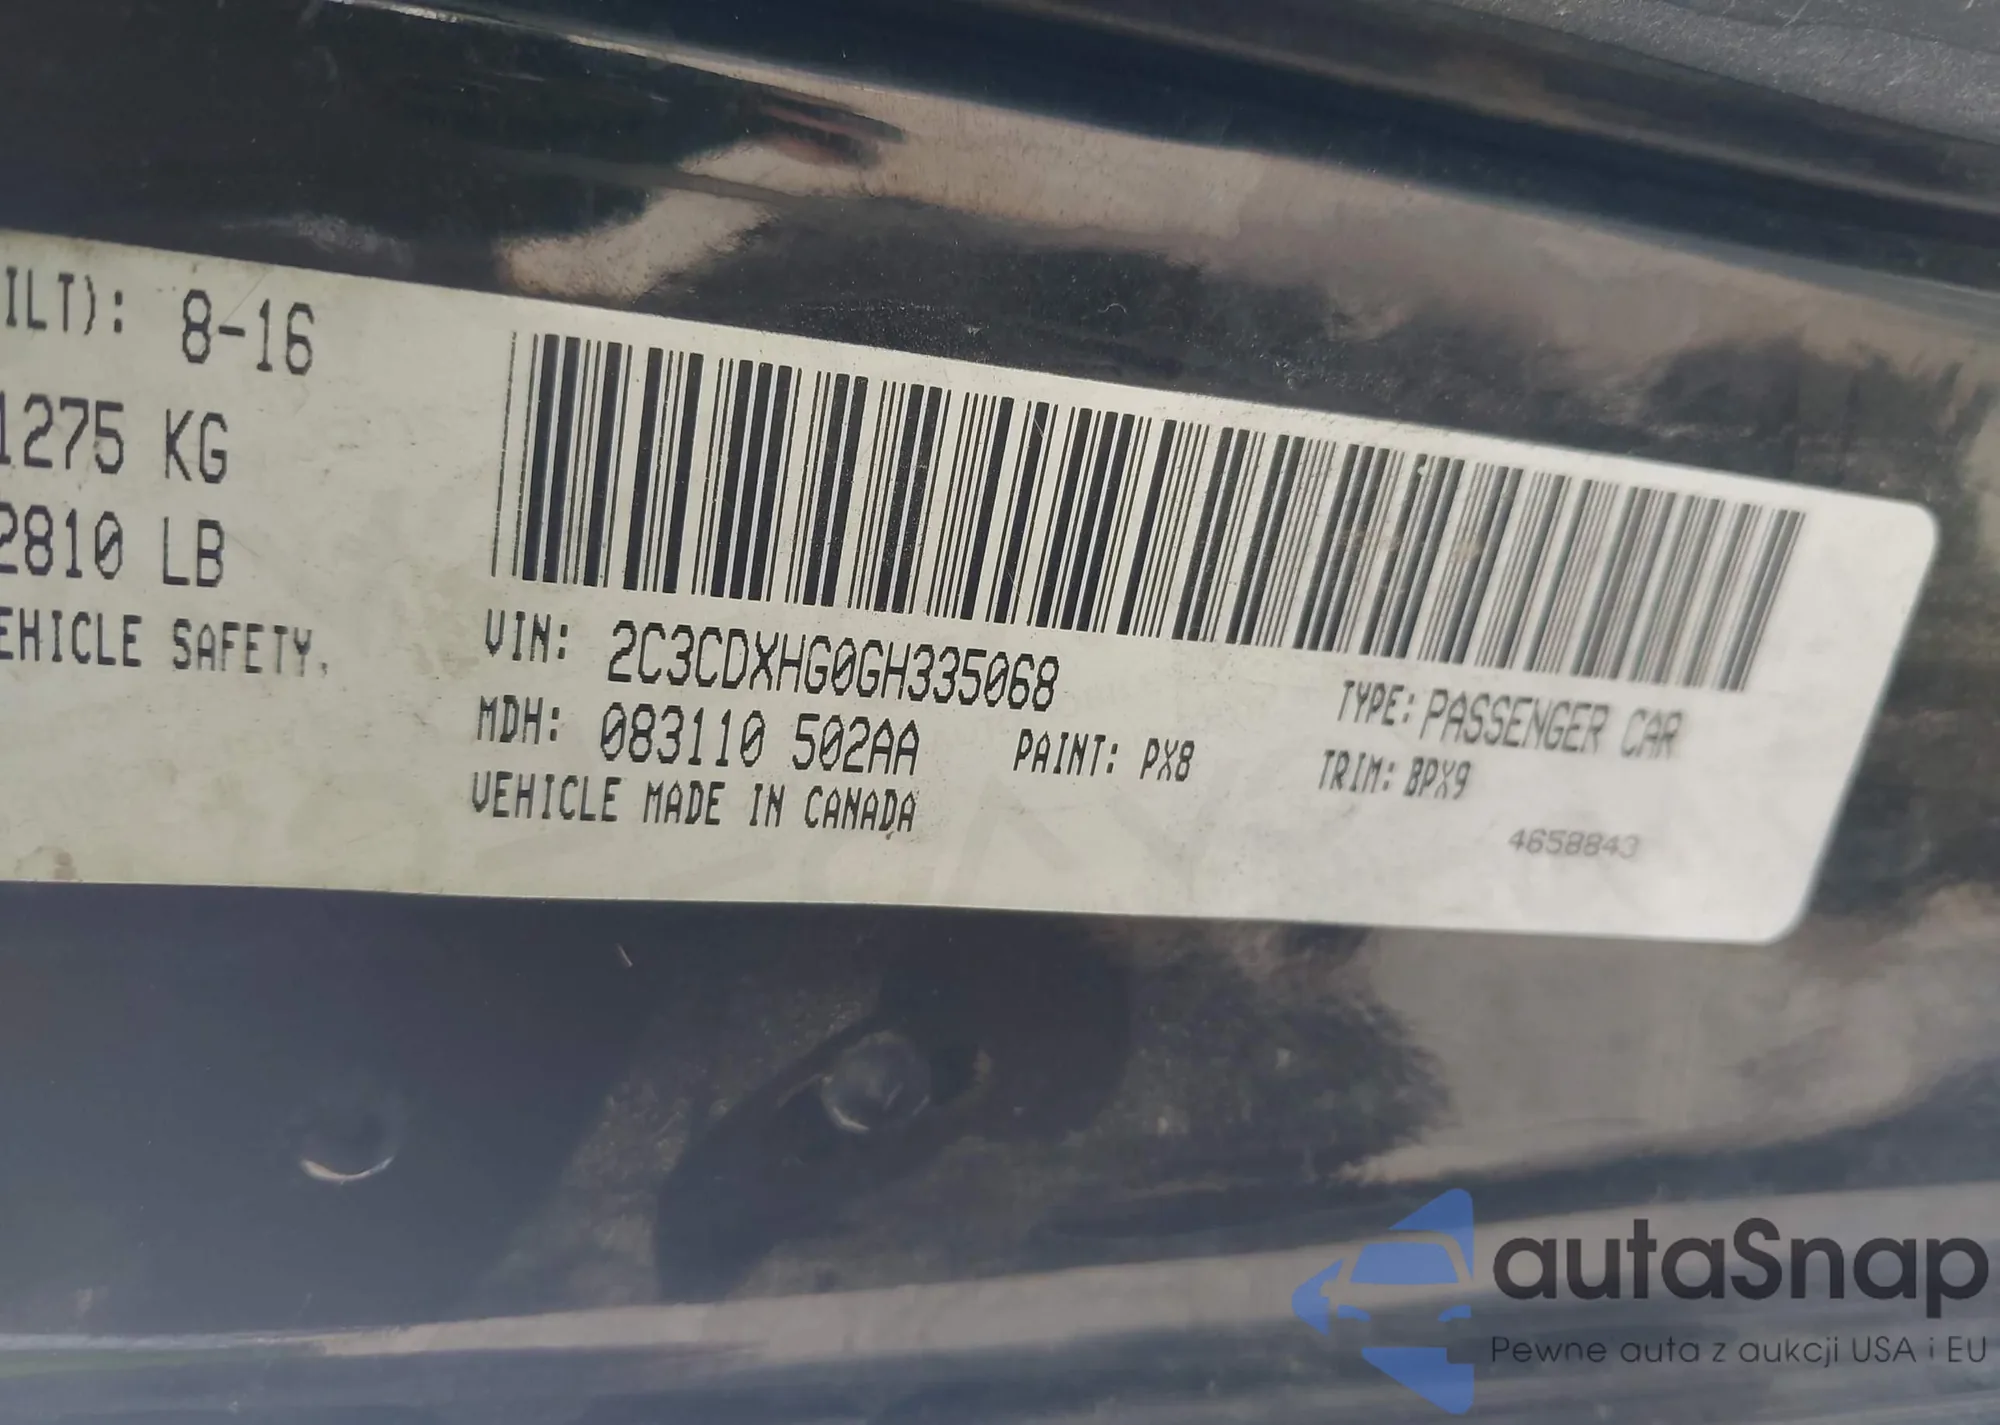 ILT): 8-16
1275 KG
2810 LB
EHICLE SAFETY,
VIN: 2C3CDXHG0GH335068
MDH: 083110 502AA
PAINT: PX8
VEHICLE MADE IN CANADA
TYPE: PASSENGER CAR
TRIM: BPX9
4658843
autaSnap
Pewne auta z aukcji USA i EU